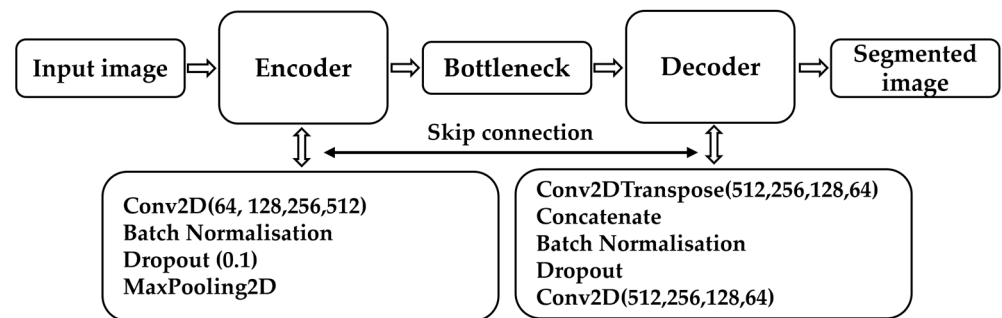 Input image
Encoder
Bottleneck
Decoder
Segmented
image
Skip connection
Conv2D(64, 128,256,512)
Batch Normalisation
Dropout (0.1)
MaxPooling2D
Conv2DTranspose(512,256,128,64)
Concatenate
Batch Normalisation
Dropout
Conv2D(512,256,128,64)